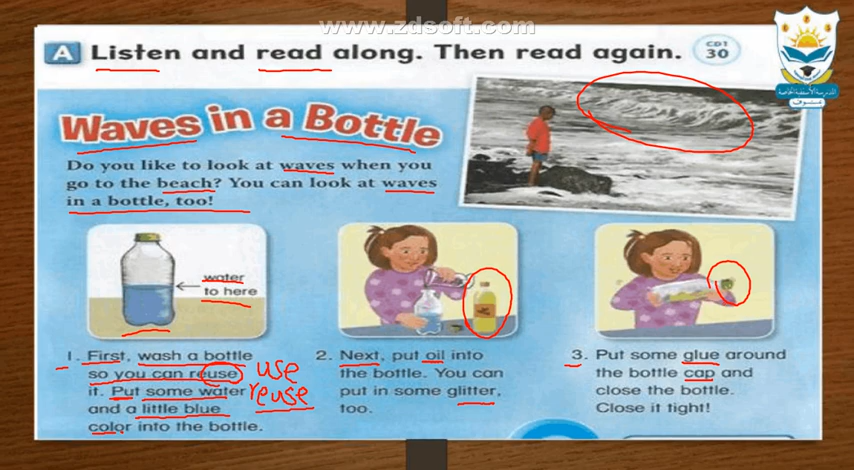 www.zdsoft.com
A Listen and read along. Then read again.
CD1
30
Waves in a Bottle
Do you like to look at waves when you
go to the beach? You can look at waves
in a bottle, too!
water
to here
1. First, wash a bottle
so you can reuse
it. Put some water
and a little blue
color into the bottle.
use
reuse
2. Next, put oil into
the bottle. You can
put in some glitter,
too.
3. Put some glue around
the bottle cap and
close the bottle.
Close it tight!